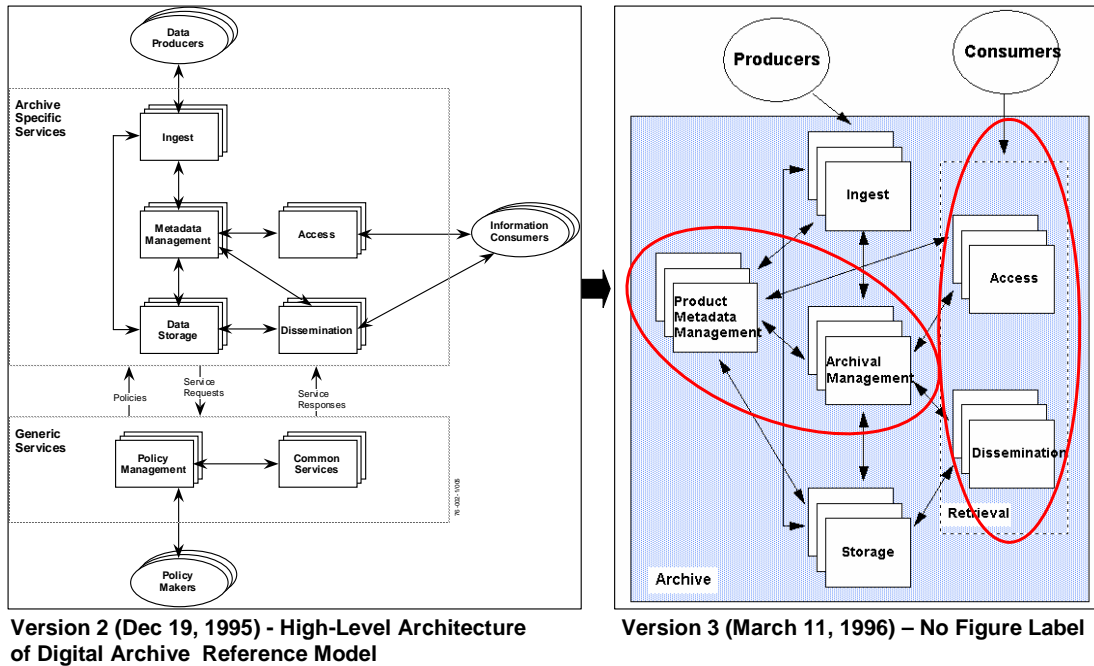 Data
Producers
Archive
Specific
Services
Ingest
Metadata
Management
Access
Information
Consumers
Data
Storage
Dissemination
Policies
Service
Requests
Service
Responses
Generic
Services
Policy
Management
Common
Services
Policy
Makers
Version 2 (Dec 19, 1995) - High-Level Architecture
of Digital Archive Reference Model
Producers
Consumers
Ingest
Access
Product
Metadata
Management
Archival
Management
Dissemination
Retrieval
Storage
Archive
Version 3 (March 11, 1996) – No Figure Label